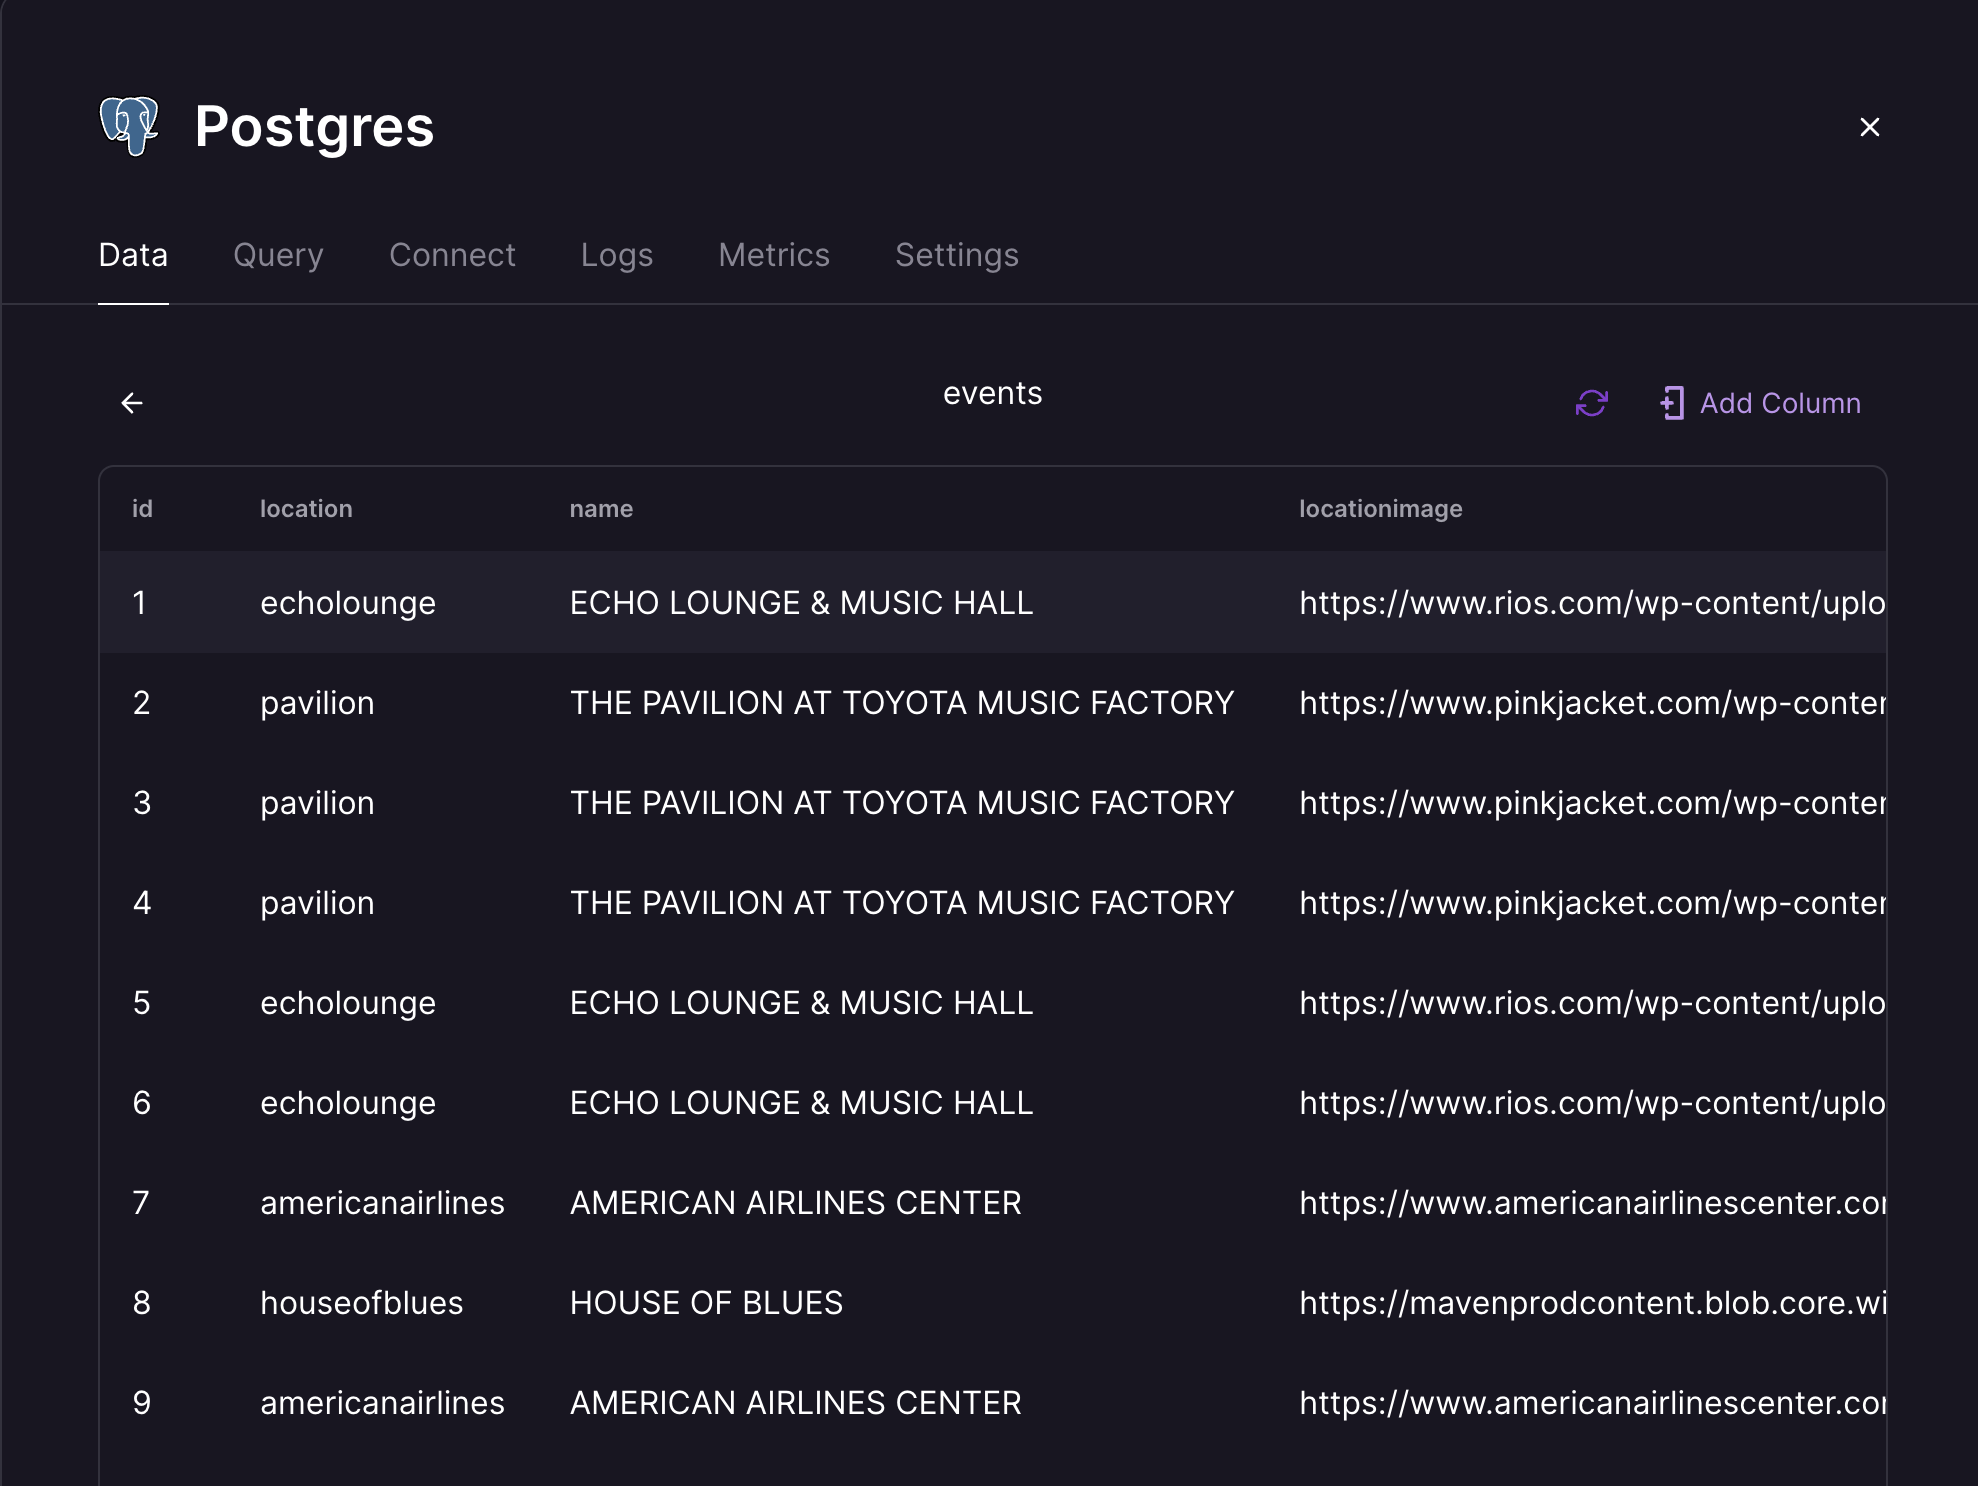 Postgres
Data Query Connect Logs Metrics Settings
events
Add Column
id location name locationimage
1 echolounge ECHO LOUNGE & MUSIC HALL https://www.rios.com/wp-content/uplo
2 pavilion THE PAVILION AT TOYOTA MUSIC FACTORY https://www.pinkjacket.com/wp-conten
3 pavilion THE PAVILION AT TOYOTA MUSIC FACTORY https://www.pinkjacket.com/wp-conten
4 pavilion THE PAVILION AT TOYOTA MUSIC FACTORY https://www.pinkjacket.com/wp-conten
5 echolounge ECHO LOUNGE & MUSIC HALL https://www.rios.com/wp-content/uplo
6 echolounge ECHO LOUNGE & MUSIC HALL https://www.rios.com/wp-content/uplo
7 americanairlines AMERICAN AIRLINES CENTER https://www.americanairlinescenter.com
8 houseofblues HOUSE OF BLUES https://mavenprodcontent.blob.core.wi
9 americanairlines AMERICAN AIRLINES CENTER https://www.americanairlinescenter.com